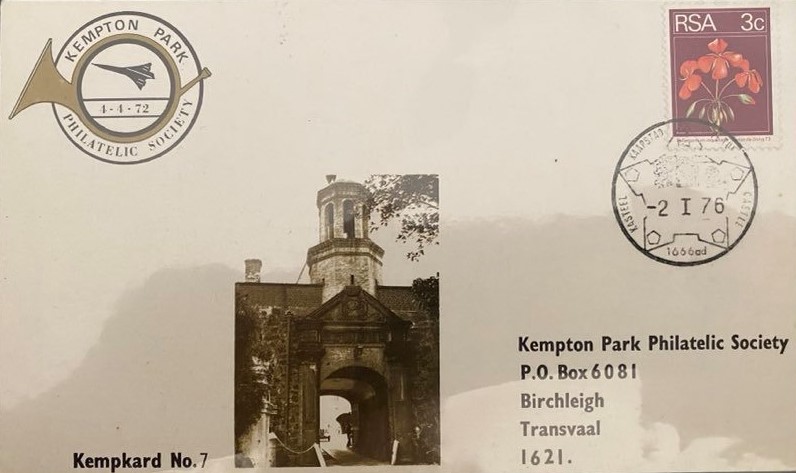 KEMPTON PARK
4-4-72
PHILATELIC SOCIETY
RSA 3c
KAAPSTAD
KASTEEL
CASTLE
-2 I 76
1666ad
Kempton Park Philatelic Society
P.O. Box 6081
Birchleigh
Transvaal
1621.
Kempkard No.7